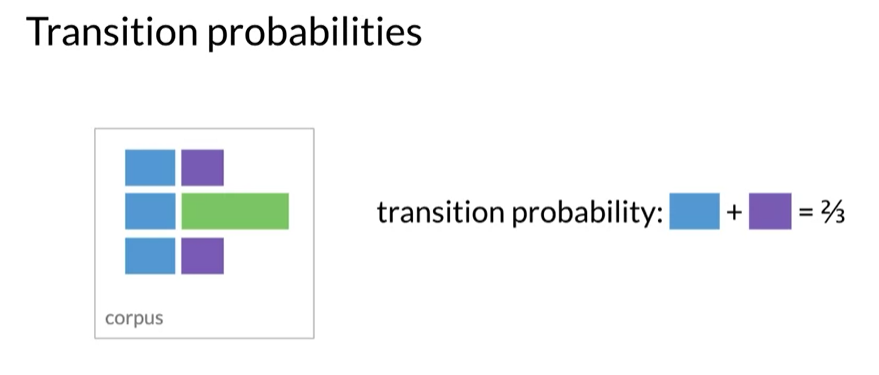 Transition probabilities
transition probability: + = ⅔
corpus